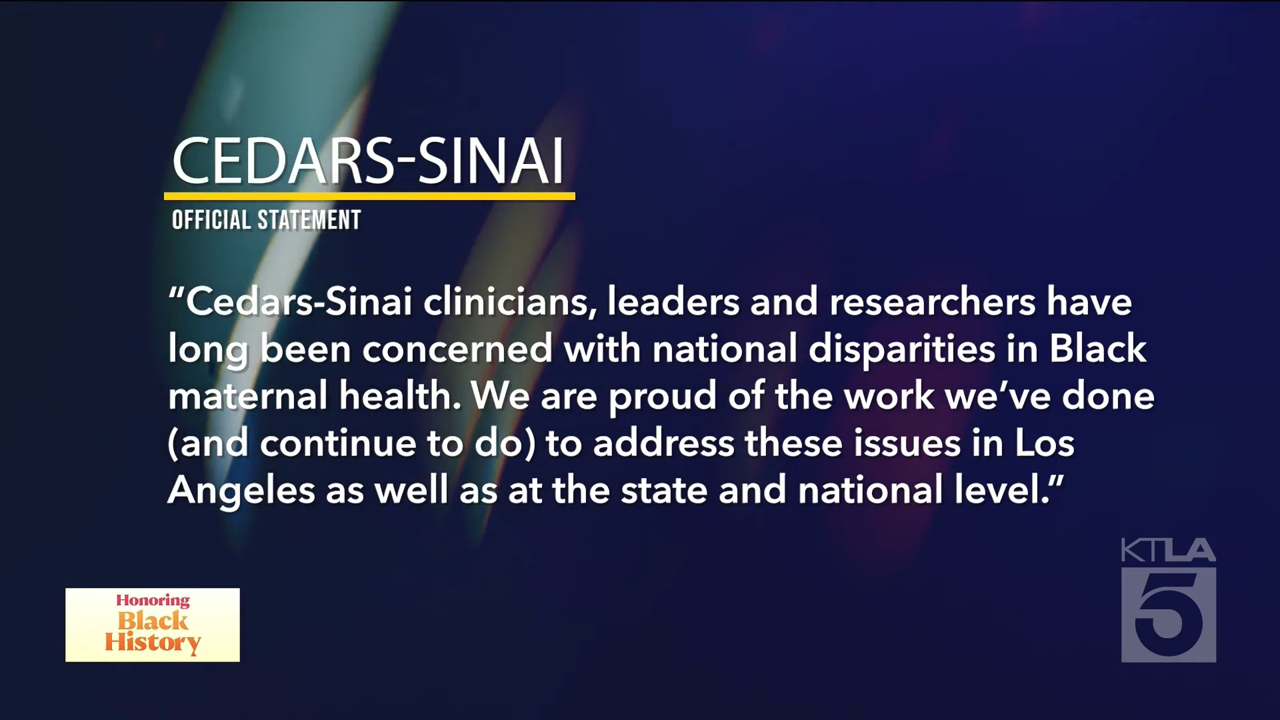 CEDARS-SINAI
OFFICIAL STATEMENT
“Cedars-Sinai clinicians, leaders and researchers have
long been concerned with national disparities in Black
maternal health. We are proud of the work we’ve done
(and continue to do) to address these issues in Los
Angeles as well as at the state and national level.”
KTLA
5
Honoring
Black
History